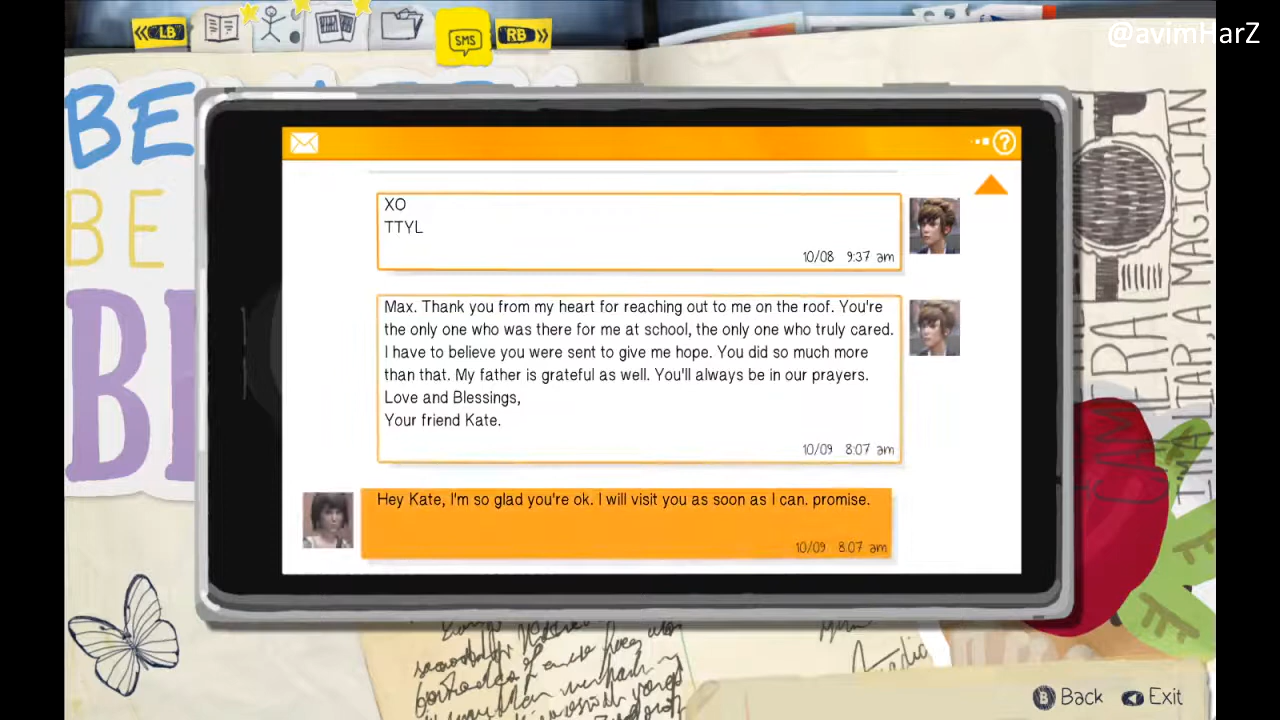 @avimHarZ
LB
SMS
RB
BE
BE
XO
TTYL
10/08 9:37 am
Max. Thank you from my heart for reaching out to me on the roof. You're
the only one who was there for me at school, the only one who truly cared.
I have to believe you were sent to give me hope. You did so much more
than that. My father is grateful as well. You'll always be in our prayers.
Love and Blessings,
Your friend Kate.
10/09 8:07 am
Hey Kate, I'm so glad you're ok. I will visit you as soon as I can. promise.
10/09 8:07 am
CAMERA
LIAR, A MAGICIAN
B Back
Exit